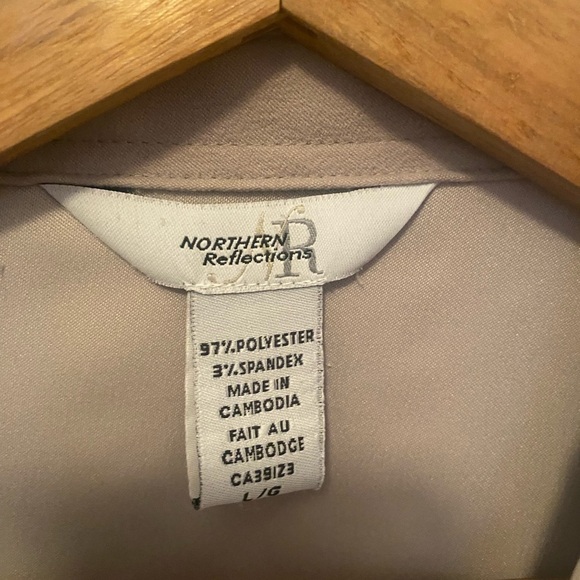 NR
NORTHERN
Reflections
97%POLYESTER
3%SPANDEX
MADE IN
CAMBODIA
FAIT AU
CAMBODGE
CA39123
L/G